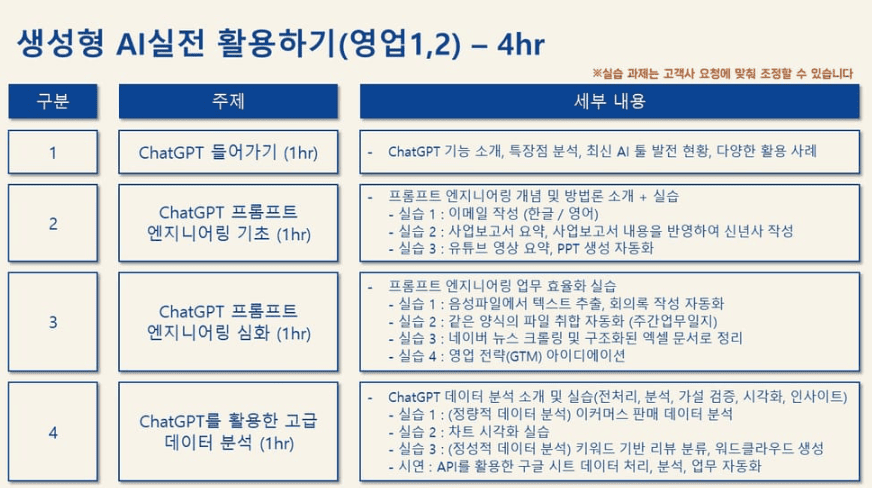 생성형 AI실전 활용하기(영업1,2) – 4hr
※실습 과제는 고객사 요청에 맞춰 조정할 수 있습니다
구분
주제
세부 내용
1
ChatGPT 들어가기 (1hr)
- ChatGPT 기능 소개, 특장점 분석, 최신 AI 툴 발전 현황, 다양한 활용 사례
2
ChatGPT 프롬프트
엔지니어링 기초 (1hr)
- 프롬프트 엔지니어링 개념 및 방법론 소개 + 실습
- 실습 1 : 이메일 작성 (한글 / 영어)
- 실습 2 : 사업보고서 요약, 사업보고서 내용을 반영하여 신년사 작성
- 실습 3 : 유튜브 영상 요약, PPT 생성 자동화
3
ChatGPT 프롬프트
엔지니어링 심화 (1hr)
- 프롬프트 엔지니어링 업무 효율화 실습
- 실습 1 : 음성파일에서 텍스트 추출, 회의록 작성 자동화
- 실습 2 : 같은 양식의 파일 취합 자동화 (주간업무일지)
- 실습 3 : 네이버 뉴스 크롤링 및 구조화된 엑셀 문서로 정리
- 실습 4 : 영업 전략(GTM) 아이디에이션
4
ChatGPT를 활용한 고급
데이터 분석 (1hr)
- ChatGPT 데이터 분석 소개 및 실습(전처리, 분석, 가설 검증, 시각화, 인사이트)
- 실습 1 : (정량적 데이터 분석) 이커머스 판매 데이터 분석
- 실습 2 : 차트 시각화 실습
- 실습 3 : (정성적 데이터 분석) 키워드 기반 리뷰 분류, 워드클라우드 생성
- 시연 : API를 활용한 구글 시트 데이터 처리, 분석, 업무 자동화